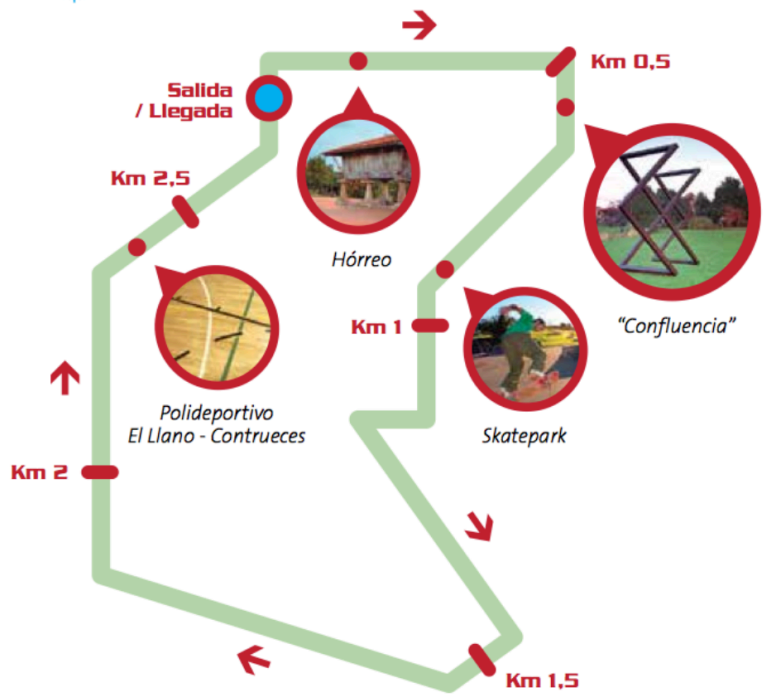 Km 0,5
Salida
/ Llegada
Km 2,5
Hórreo
"Confluencia"
Km 1
Polideportivo
El Llano - Contrueces
Skatepark
Km 2
Km 1,5